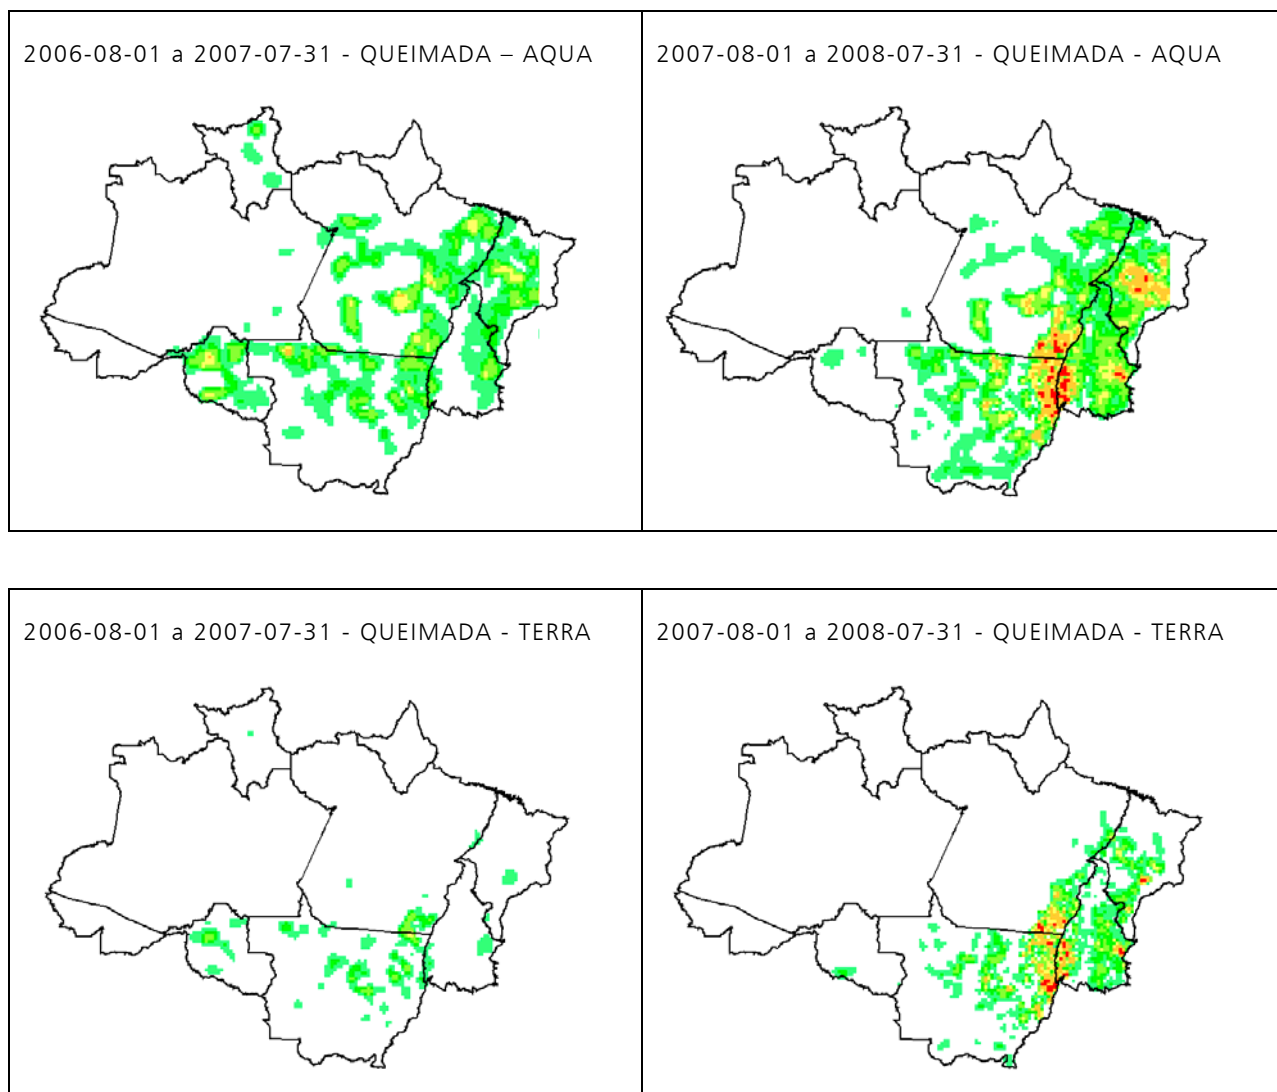 2006-08-01 a 2007-07-31 - QUEIMADA – AQUA
2007-08-01 a 2008-07-31 - QUEIMADA - AQUA
2006-08-01 a 2007-07-31 - QUEIMADA - TERRA
2007-08-01 a 2008-07-31 - QUEIMADA - TERRA